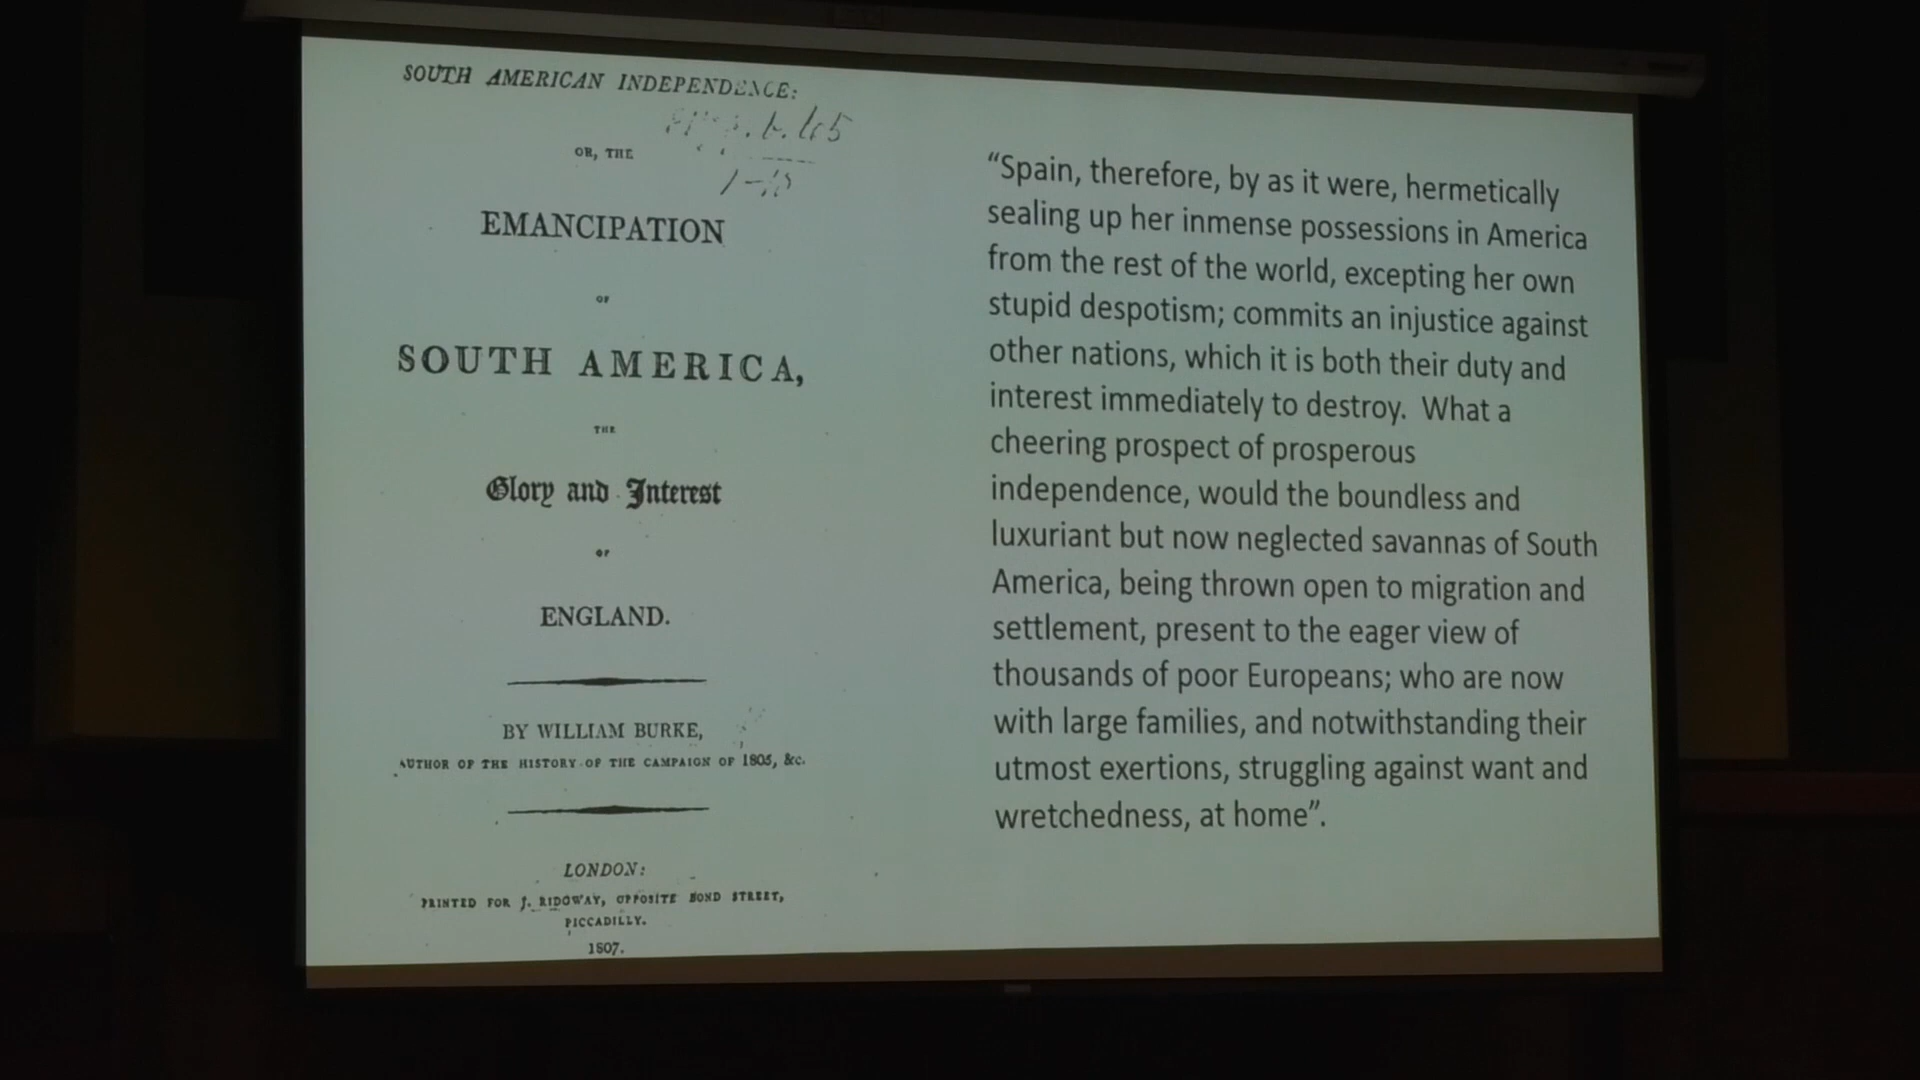 SOUTH AMERICAN INDEPENDENCE:
OR, THE
EMANCIPATION
OF
SOUTH AMERICA,
THE
Glory and Interest
OF
ENGLAND.
BY WILLIAM BURKE,
AUTHOR OF THE HISTORY OF THE CAMPAIGN OF 1805, &c.
LONDON:
PRINTED FOR J. RIDGWAY, OPPOSITE BOND STREET,
PICCADILLY.
1807.
“Spain, therefore, by as it were, hermetically
sealing up her inmense possessions in America
from the rest of the world, excepting her own
stupid despotism; commits an injustice against
other nations, which it is both their duty and
interest immediately to destroy. What a
cheering prospect of prosperous
independence, would the boundless and
luxuriant but now neglected savannas of South
America, being thrown open to migration and
settlement, present to the eager view of
thousands of poor Europeans; who are now
with large families, and notwithstanding their
utmost exertions, struggling against want and
wretchedness, at home”.